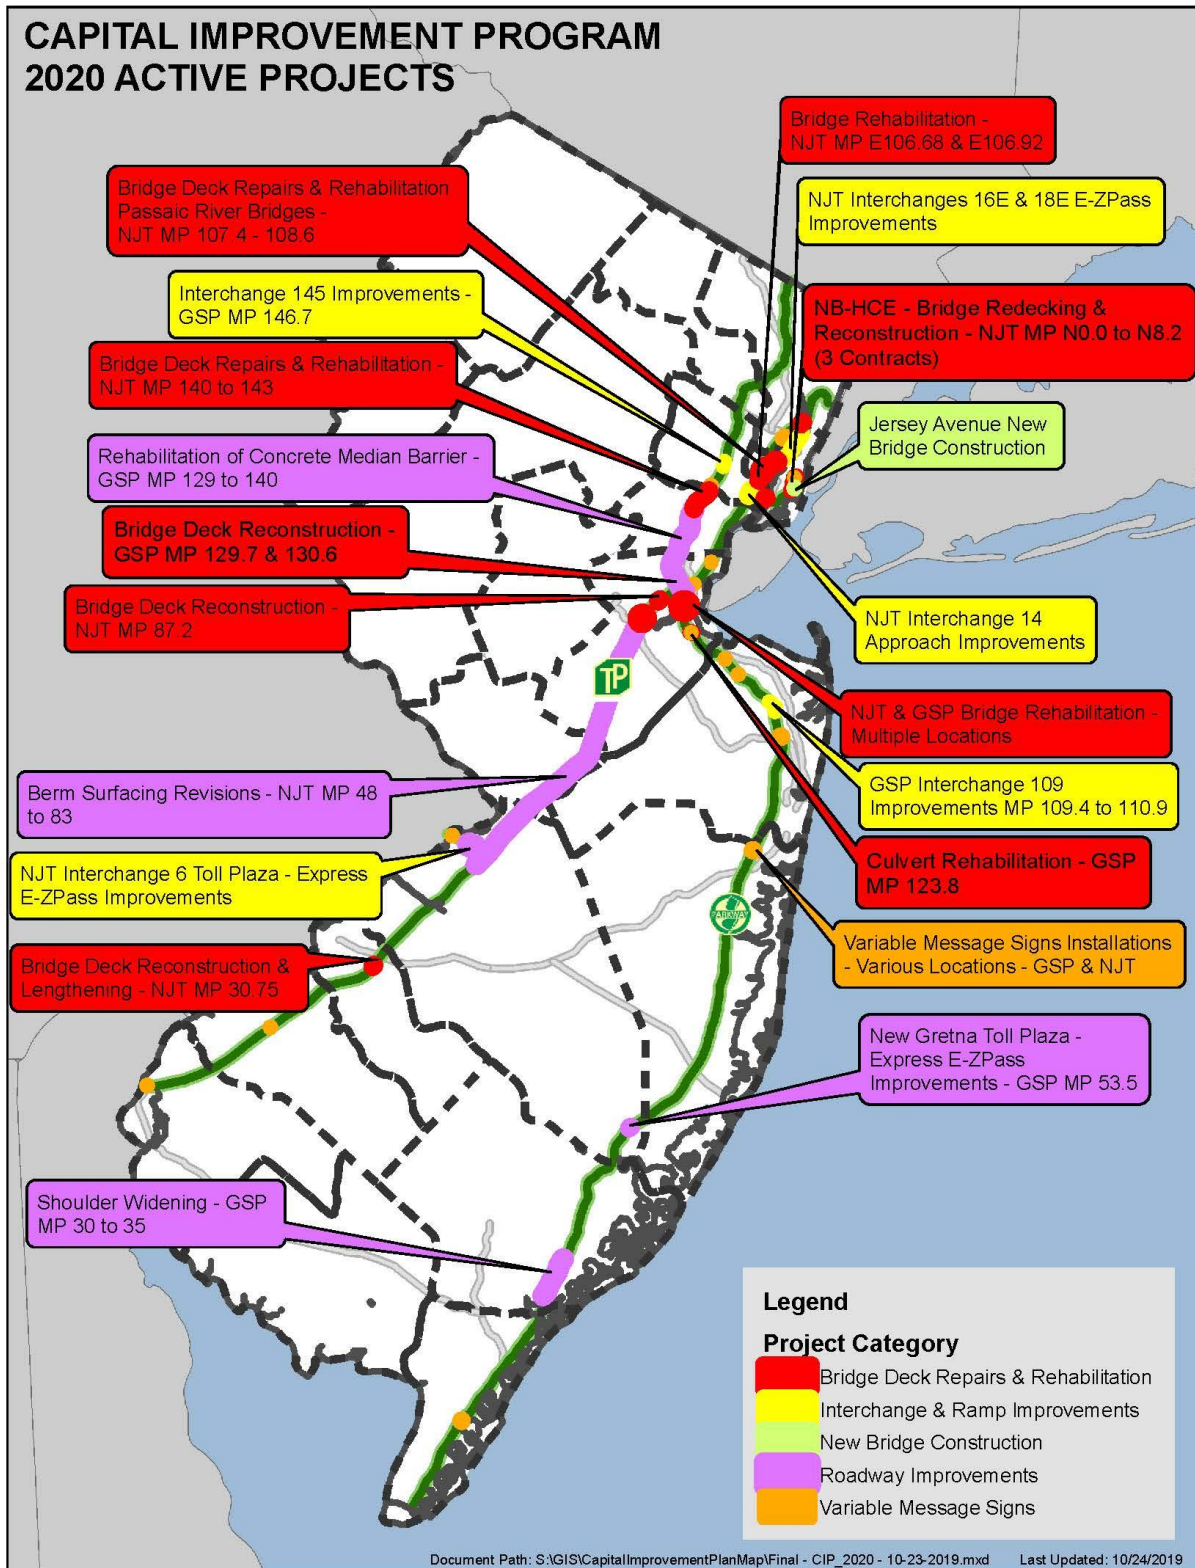 CAPITAL IMPROVEMENT PROGRAM
2020 ACTIVE PROJECTS
Bridge Rehabilitation -
NJT MP E106.68 & E106.92
Bridge Deck Repairs & Rehabilitation
Passaic River Bridges -
NJT MP 107.4 - 108.6
NJT Interchanges 16E & 18E E-ZPass
Improvements
Interchange 145 Improvements -
GSP MP 146.7
NB-HCE - Bridge Redecking &
Reconstruction - NJT MP N0.0 to N8.2
(3 Contracts)
Bridge Deck Repairs & Rehabilitation -
NJT MP 140 to 143
Jersey Avenue New
Bridge Construction
Rehabilitation of Concrete Median Barrier -
GSP MP 129 to 140
Bridge Deck Reconstruction -
GSP MP 129.7 & 130.6
Bridge Deck Reconstruction -
NJT MP 87.2
NJT Interchange 14
Approach Improvements
TP
NJT & GSP Bridge Rehabilitation -
Multiple Locations
Berm Surfacing Revisions - NJT MP 48
to 83
GSP Interchange 109
Improvements MP 109.4 to 110.9
NJT Interchange 6 Toll Plaza - Express
E-ZPass Improvements
Culvert Rehabilitation - GSP
MP 123.8
PARKWAY
Variable Message Signs Installations
- Various Locations - GSP & NJT
Bridge Deck Reconstruction &
Lengthening - NJT MP 30.75
New Gretna Toll Plaza -
Express E-ZPass
Improvements - GSP MP 53.5
Shoulder Widening - GSP
MP 30 to 35
Legend
Project Category
Bridge Deck Repairs & Rehabilitation
Interchange & Ramp Improvements
New Bridge Construction
Roadway Improvements
Variable Message Signs
Document Path: S:\GIS\CapitalImprovementPlanMap\Final - CIP_2020 - 10-23-2019.mxd
Last Updated: 10/24/2019